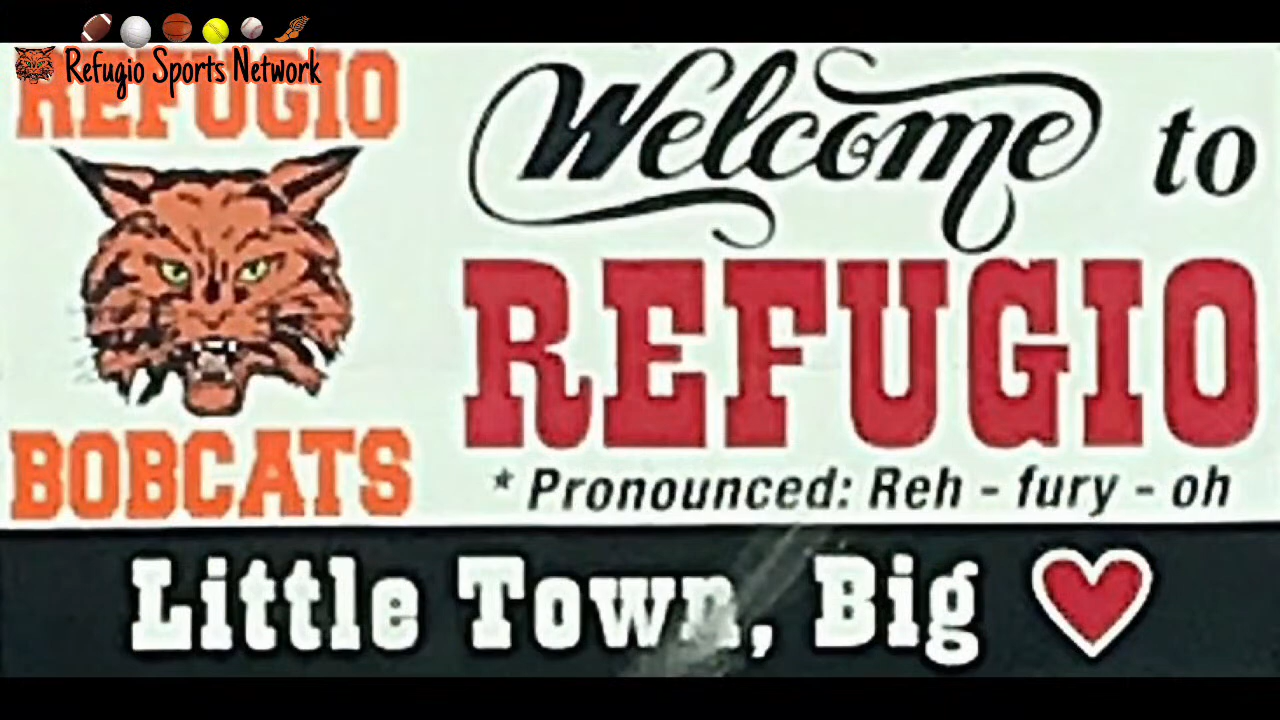 Refugio Sports Network
REFUGIO
BOBCATS
Welcome to
REFUGIO
* Pronounced: Reh - fury - oh
Little Town, Big